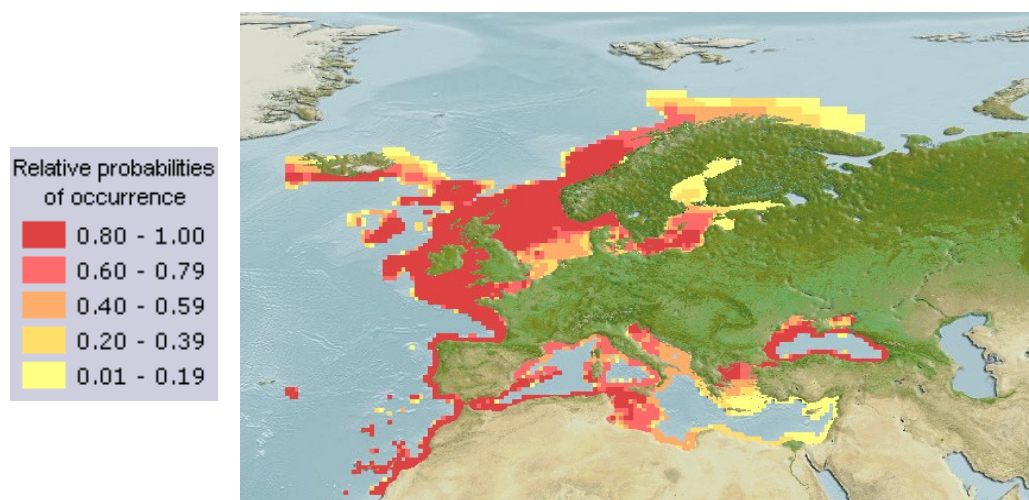 Relative probabilities
of occurrence
0.80 - 1.00
0.60 - 0.79
0.40 - 0.59
0.20 - 0.39
0.01 - 0.19